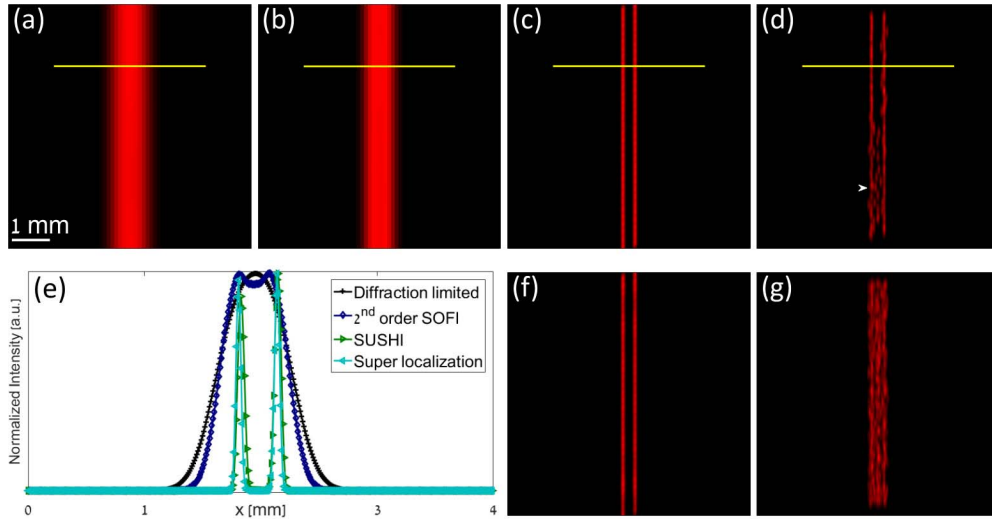 (a)
(b)
(c)
(d)
1 mm
(e)
Diffraction limited
2nd order SOFI
SUSHI
Super localization
Normalized Intensity [a.u.]
0
1
x [mm]
3
4
(f)
(g)